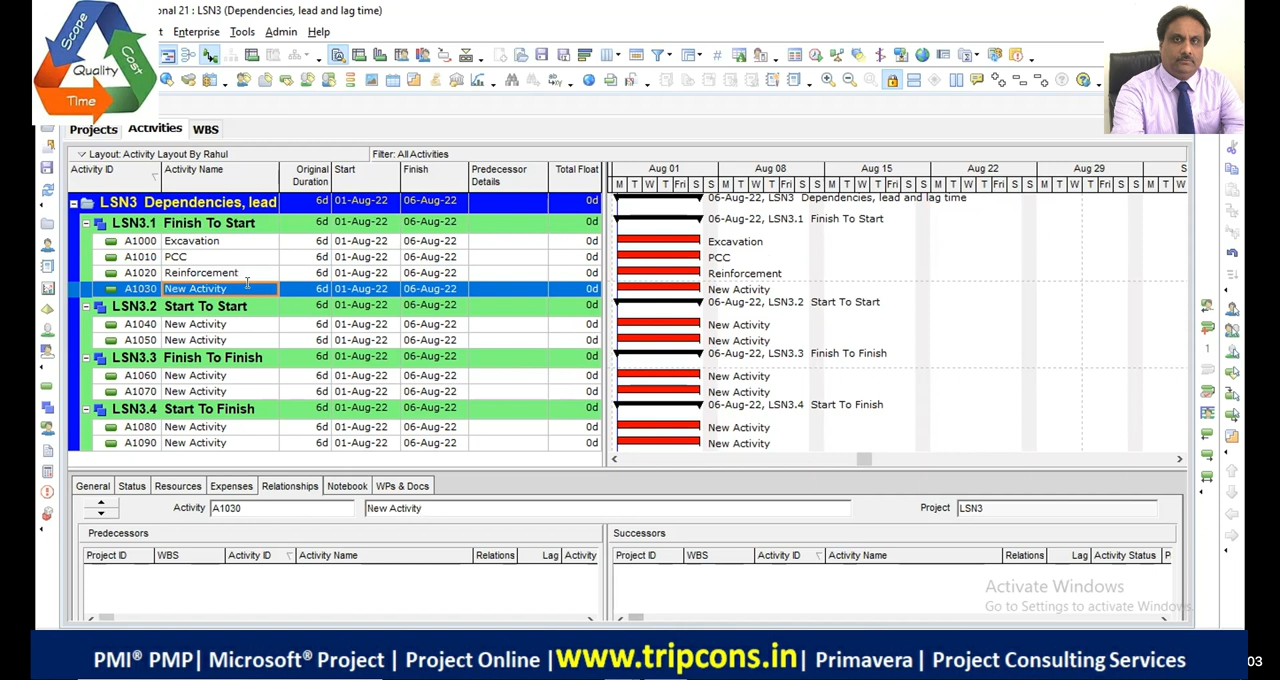 onal 21 : LSN3 (Dependencies, lead and lag time)
t Enterprise Tools Admin Help
Scope
Cost
Quality
Time
Projects Activities WBS
Layout: Activity Layout By Rahul Filter: All Activities
Activity ID Activity Name Original Duration Start Finish Predecessor Details Total Float
Aug 01 Aug 08 Aug 15 Aug 22 Aug 29 S
M T W T Fri S S M T W T Fri S S M T W T Fri S S M T W T Fri S S M T W T Fri S S M T W
LSN3 Dependencies, lead 6d 01-Aug-22 06-Aug-22 0d 06-Aug-22, LSN3 Dependencies, lead and lag time
LSN3.1 Finish To Start 6d 01-Aug-22 06-Aug-22 0d 06-Aug-22, LSN3.1 Finish To Start
A1000 Excavation 6d 01-Aug-22 06-Aug-22 0d Excavation
A1010 PCC 6d 01-Aug-22 06-Aug-22 0d PCC
A1020 Reinforcement 6d 01-Aug-22 06-Aug-22 0d Reinforcement
A1030 New Activity 6d 01-Aug-22 06-Aug-22 0d New Activity
LSN3.2 Start To Start 6d 01-Aug-22 06-Aug-22 0d 06-Aug-22, LSN3.2 Start To Start
A1040 New Activity 6d 01-Aug-22 06-Aug-22 0d New Activity
A1050 New Activity 6d 01-Aug-22 06-Aug-22 0d New Activity
LSN3.3 Finish To Finish 6d 01-Aug-22 06-Aug-22 0d 06-Aug-22, LSN3.3 Finish To Finish
A1060 New Activity 6d 01-Aug-22 06-Aug-22 0d New Activity
A1070 New Activity 6d 01-Aug-22 06-Aug-22 0d New Activity
LSN3.4 Start To Finish 6d 01-Aug-22 06-Aug-22 0d 06-Aug-22, LSN3.4 Start To Finish
A1080 New Activity 6d 01-Aug-22 06-Aug-22 0d New Activity
A1090 New Activity 6d 01-Aug-22 06-Aug-22 0d New Activity
General Status Resources Expenses Relationships Notebook WPs & Docs
Activity A1030 New Activity Project LSN3
Predecessors Successors
Project ID WBS Activity ID Activity Name Relations Lag Activity Project ID WBS Activity ID Activity Name Relations Lag Activity Status P
Activate Windows
Go to Settings to activate Windows.
PMI® PMP| Microsoft® Project | Project Online |www.tripcons.in| Primavera | Project Consulting Services
03